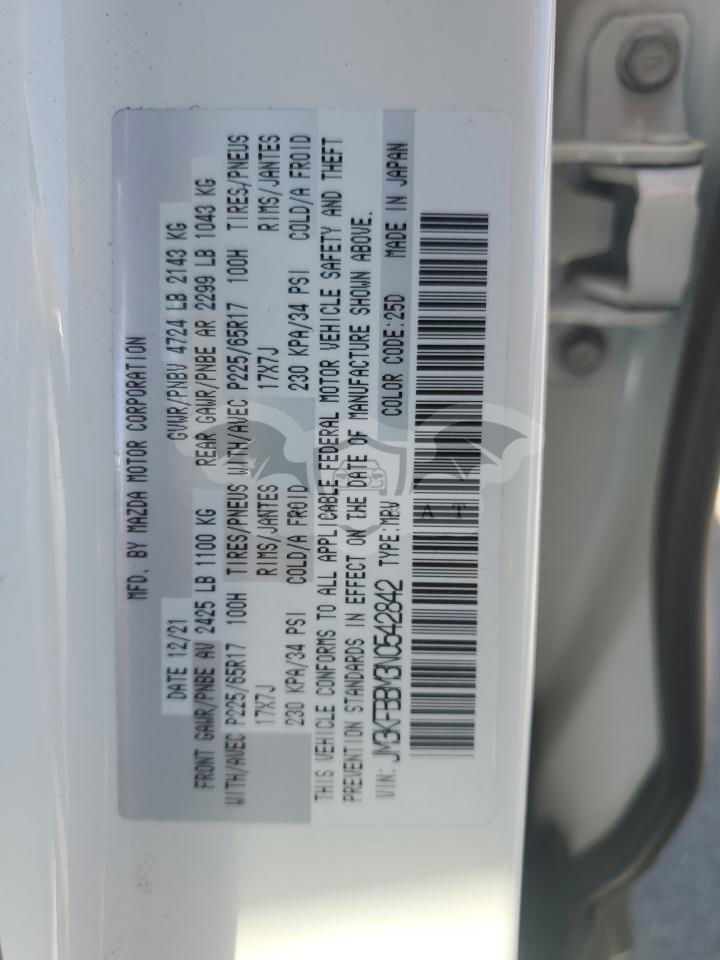 MFD. BY MAZDA MOTOR CORPORATION
DATE 12/21 GVWR/PNBV 4724 LB 2143 KG
FRONT GAWR/PNBE AV 2425 LB 1100 KG REAR GAWR/PNBE AR 2299 LB 1043 KG
WITH/AVEC P225/65R17 100H TIRES/PNEUS WITH/AVEC P225/65R17 100H TIRES/PNEUS
17X7J RIMS/JANTES 17X7J RIMS/JANTES
230 KPA/34 PSI COLD/A FROID 230 KPA/34 PSI COLD/A FROID
THIS VEHICLE CONFORMS TO ALL APPLICABLE FEDERAL MOTOR VEHICLE SAFETY AND THEFT
PREVENTION STANDARDS IN EFFECT ON THE DATE OF MANUFACTURE SHOWN ABOVE.
VIN: JM3KFBBM3N0542842 TYPE:MPV COLOR CODE:25D MADE IN JAPAN
A T